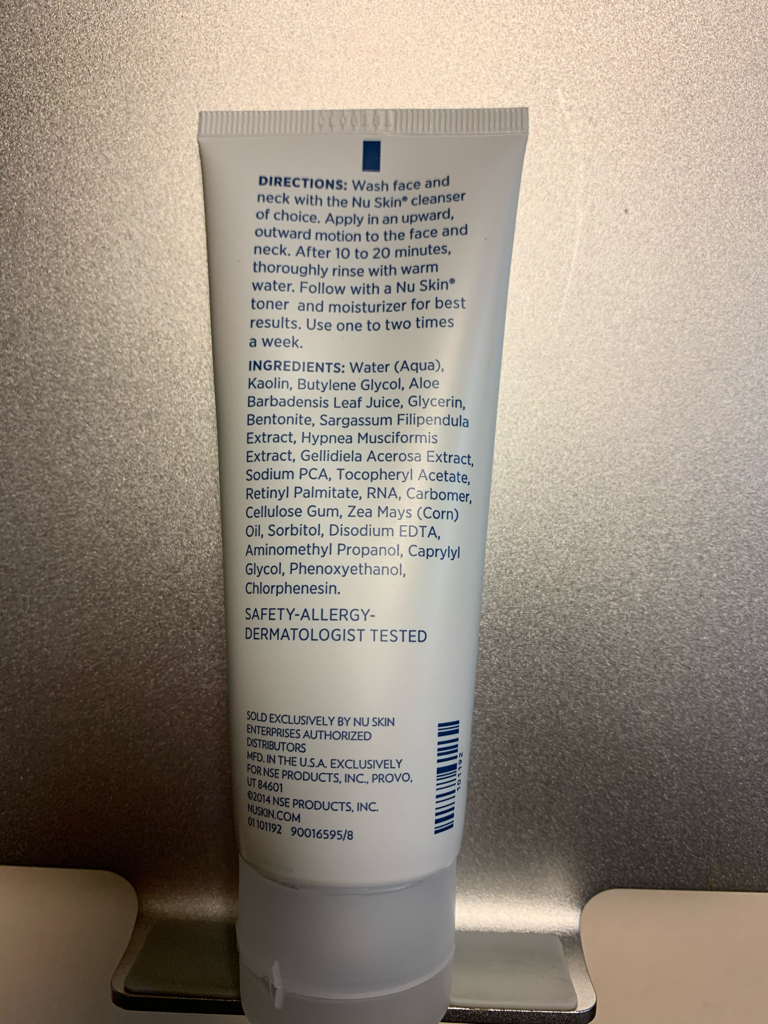 DIRECTIONS: Wash face and
neck with the Nu Skin® cleanser
of choice. Apply in an upward,
outward motion to the face and
neck. After 10 to 20 minutes,
thoroughly rinse with warm
water. Follow with a Nu Skin®
toner and moisturizer for best
results. Use one to two times
a week.
INGREDIENTS: Water (Aqua),
Kaolin, Butylene Glycol, Aloe
Barbadensis Leaf Juice, Glycerin,
Bentonite, Sargassum Filipendula
Extract, Hypnea Musciformis
Extract, Gellidiela Acerosa Extract,
Sodium PCA, Tocopheryl Acetate,
Retinyl Palmitate, RNA, Carbomer,
Cellulose Gum, Zea Mays (Corn)
Oil, Sorbitol, Disodium EDTA,
Aminomethyl Propanol, Caprylyl
Glycol, Phenoxyethanol,
Chlorphenesin.
SAFETY-ALLERGY-
DERMATOLOGIST TESTED
SOLD EXCLUSIVELY BY NU SKIN
ENTERPRISES AUTHORIZED
DISTRIBUTORS
MFD. IN THE U.S.A. EXCLUSIVELY
FOR NSE PRODUCTS, INC., PROVO,
UT 84601
©2014 NSE PRODUCTS, INC.
NUSKIN.COM
01 101192 90016595/8
101192